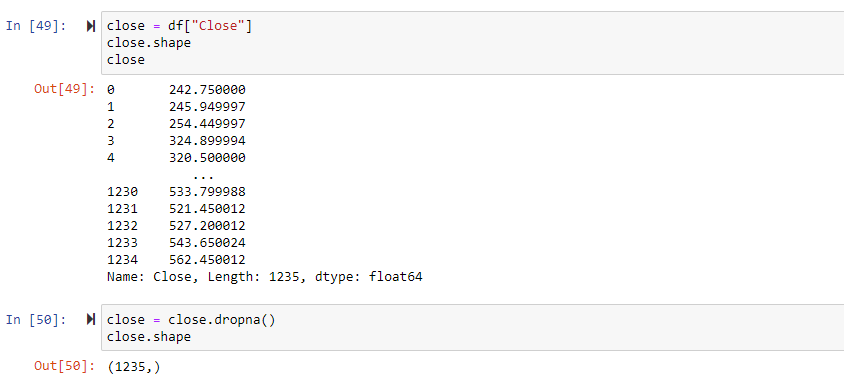 In [49]: close = df["Close"]
close.shape
close
Out[49]: 0 242.750000
1 245.949997
2 254.449997
3 324.899994
4 320.500000
...
1230 533.799988
1231 521.450012
1232 527.200012
1233 543.650024
1234 562.450012
Name: Close, Length: 1235, dtype: float64
In [50]: close = close.dropna()
close.shape
Out[50]: (1235,)